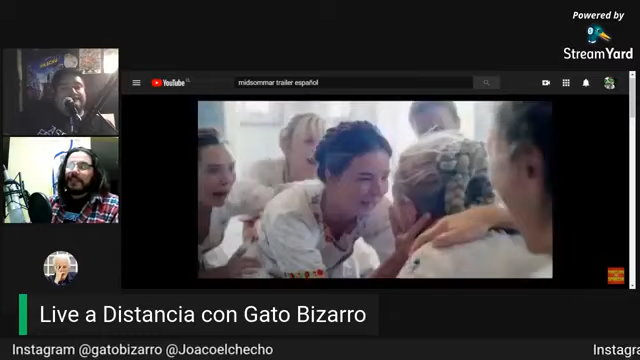 Powered by
StreamYard
YouTube
midsommar trailer español
Live a Distancia con Gato Bizarro
Instagram @gatobizarro @Joacoelchecho
Instagra